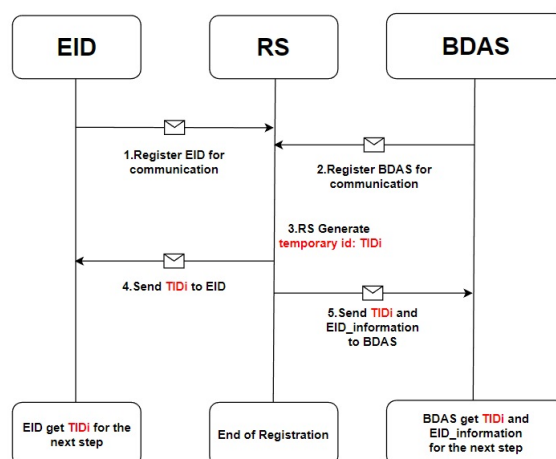 EID
RS
BDAS
1.Register EID for
communication
2.Register BDAS for
communication
3.RS Generate
temporary id: TIDi
4.Send TIDi to EID
5.Send TIDi and
EID_information
to BDAS
EID get TIDi for the
next step
End of Registration
BDAS get TIDi and
EID_information
for the next step